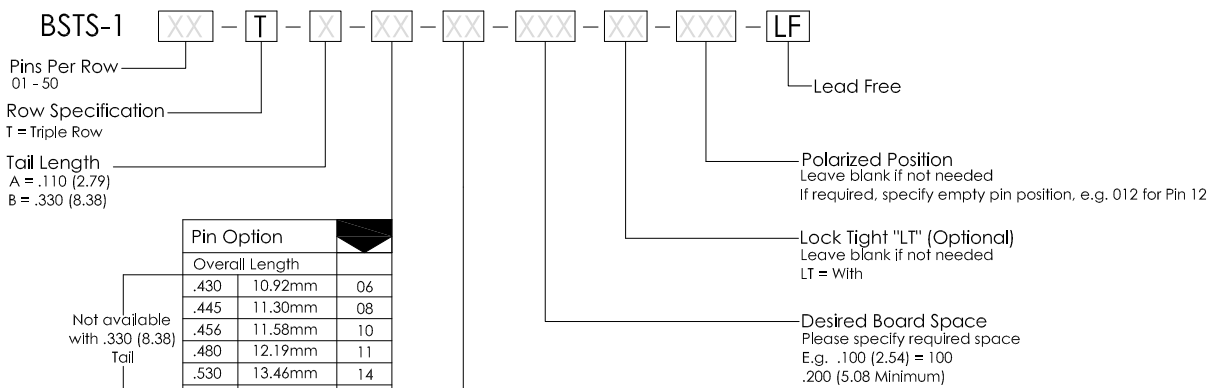 BSTS-1 XX - T - X - XX - XX - XXX - XX - XXX - LF
Pins Per Row
01 - 50
Row Specification
T = Triple Row
Tail Length
A = .110 (2.79)
B = .330 (8.38)
Pin Option
Overall Length
.430 10.92mm 06
.445 11.30mm 08
.456 11.58mm 10
.480 12.19mm 11
.530 13.46mm 14
Not available
with .330 (8.38)
Tail
Lead Free
Polarized Position
Leave blank if not needed
If required, specify empty pin position, e.g. 012 for Pin 12
Lock Tight "LT" (Optional)
Leave blank if not needed
LT = With
Desired Board Space
Please specify required space
E.g. .100 (2.54) = 100
.200 (5.08 Minimum)